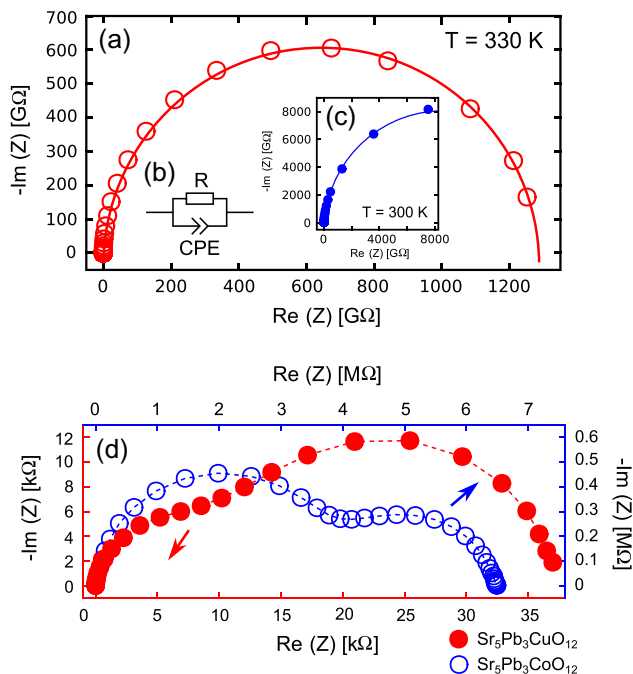 (a)
T = 330 K
-Im (Z) [GΩ]
700
600
500
400
300
200
100
0
0 200 400 600 800 1000 1200
Re (Z) [GΩ]
(b)
R
CPE
(c)
-Im (Z) [GΩ]
8000
6000
4000
2000
0
T = 300 K
0 4000 8000
Re (Z) [GΩ]
Re (Z) [MΩ]
0 1 2 3 4 5 6 7
(d)
-Im (Z) [kΩ]
12
10
8
6
4
2
0
0.6
0.5
0.4
0.3
0.2
0.1
0
-Im (Z) [MΩ]
0 5 10 15 20 25 30 35
Re (Z) [kΩ]
Sr₅Pb₃CuO₁₂
Sr₅Pb₃CoO₁₂